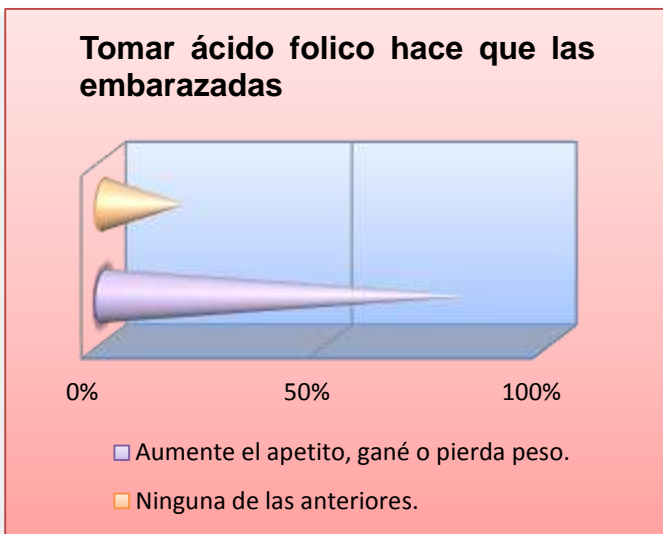 Tomar ácido folico hace que las
embarazadas
0% 50% 100%
Aumente el apetito, gané o pierda peso.
Ninguna de las anteriores.